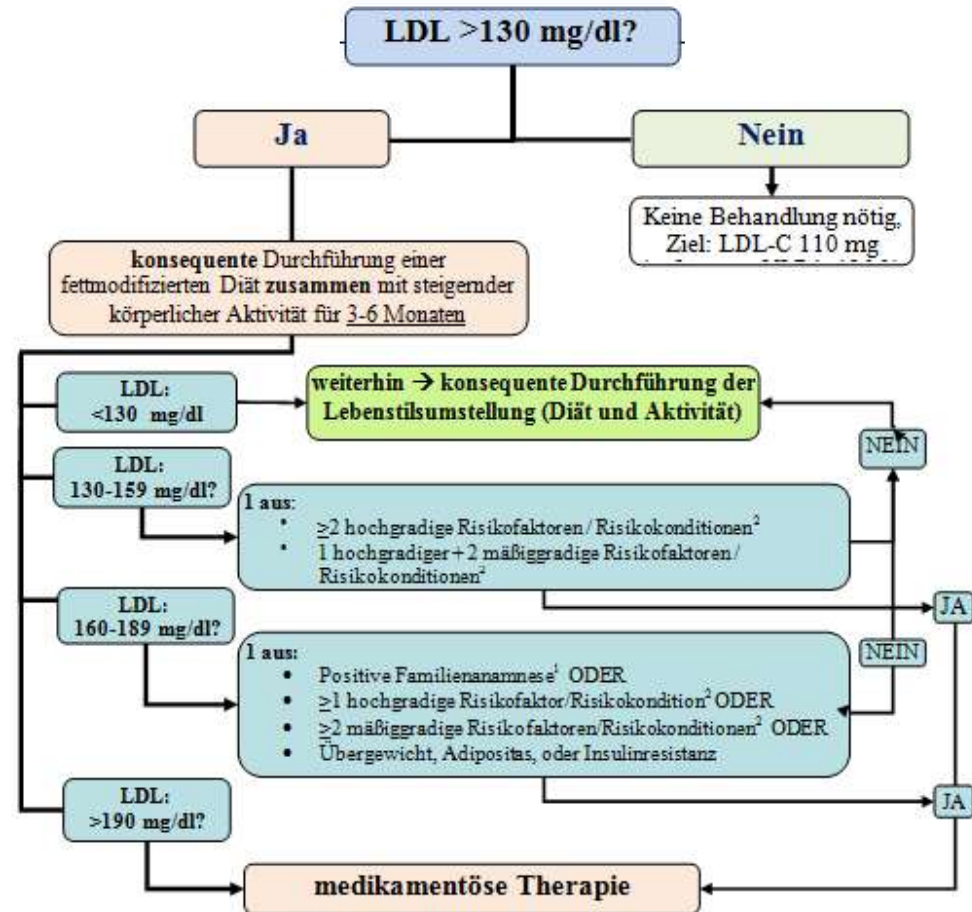 LDL >130 mg/dl?
Ja
Nein
Keine Behandlung nötig,
Ziel: LDL-C 110 mg
konsequente Durchführung einer
fettmodifizierten Diät zusammen mit steigernder
körperlicher Aktivität für 3-6 Monaten
LDL:
<130 mg/dl
weiterhin → konsequente Durchführung der
Lebenstilsumstellung (Diät und Aktivität)
NEIN
LDL:
130-159 mg/dl?
1 aus:
• ≥2 hochgradige Risikofaktoren / Risikokonditionen²
• 1 hochgradiger + 2 mäßiggradige Risikofaktoren /
Risikokonditionen²
JA
LDL:
160-189 mg/dl?
NEIN
1 aus:
• Positive Familienanamnese¹ ODER
• ≥1 hochgradige Risikofaktor/Risikokondition² ODER
• ≥2 mäßiggradige Risikofaktoren/Risikokonditionen² ODER
• Übergewicht, Adipositas, oder Insulinresistanz
JA
LDL:
>190 mg/dl?
medikamentöse Therapie